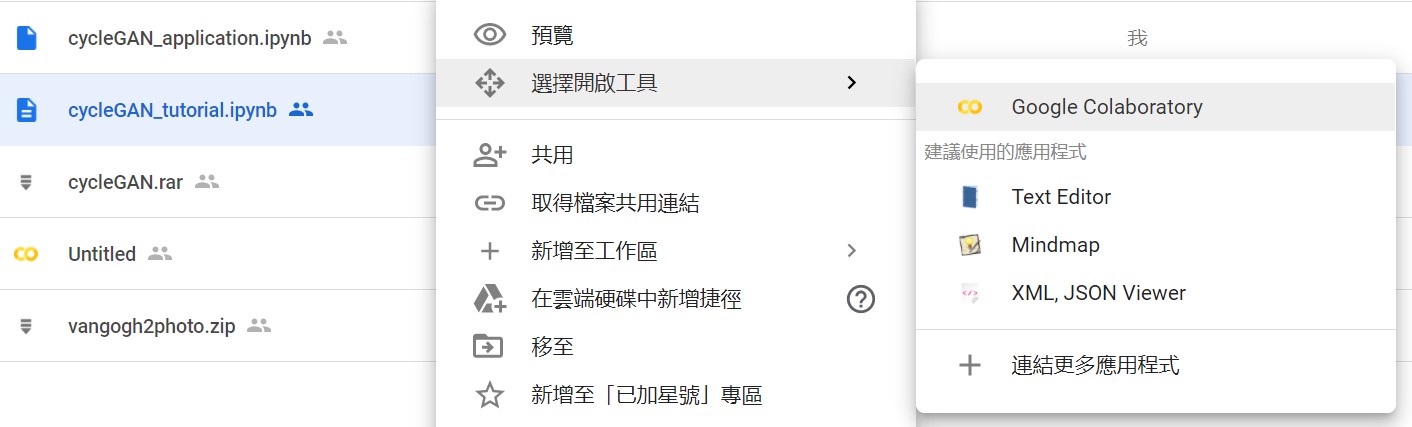 cycleGAN_application.ipynb
cycleGAN_tutorial.ipynb
cycleGAN.rar
Untitled
vangogh2photo.zip
預覽
選擇開啟工具
共用
取得檔案共用連結
新增至工作區
在雲端硬碟中新增捷徑
移至
新增至「已加星號」專區
我
Google Colaboratory
建議使用的應用程式
Text Editor
Mindmap
XML, JSON Viewer
連結更多應用程式